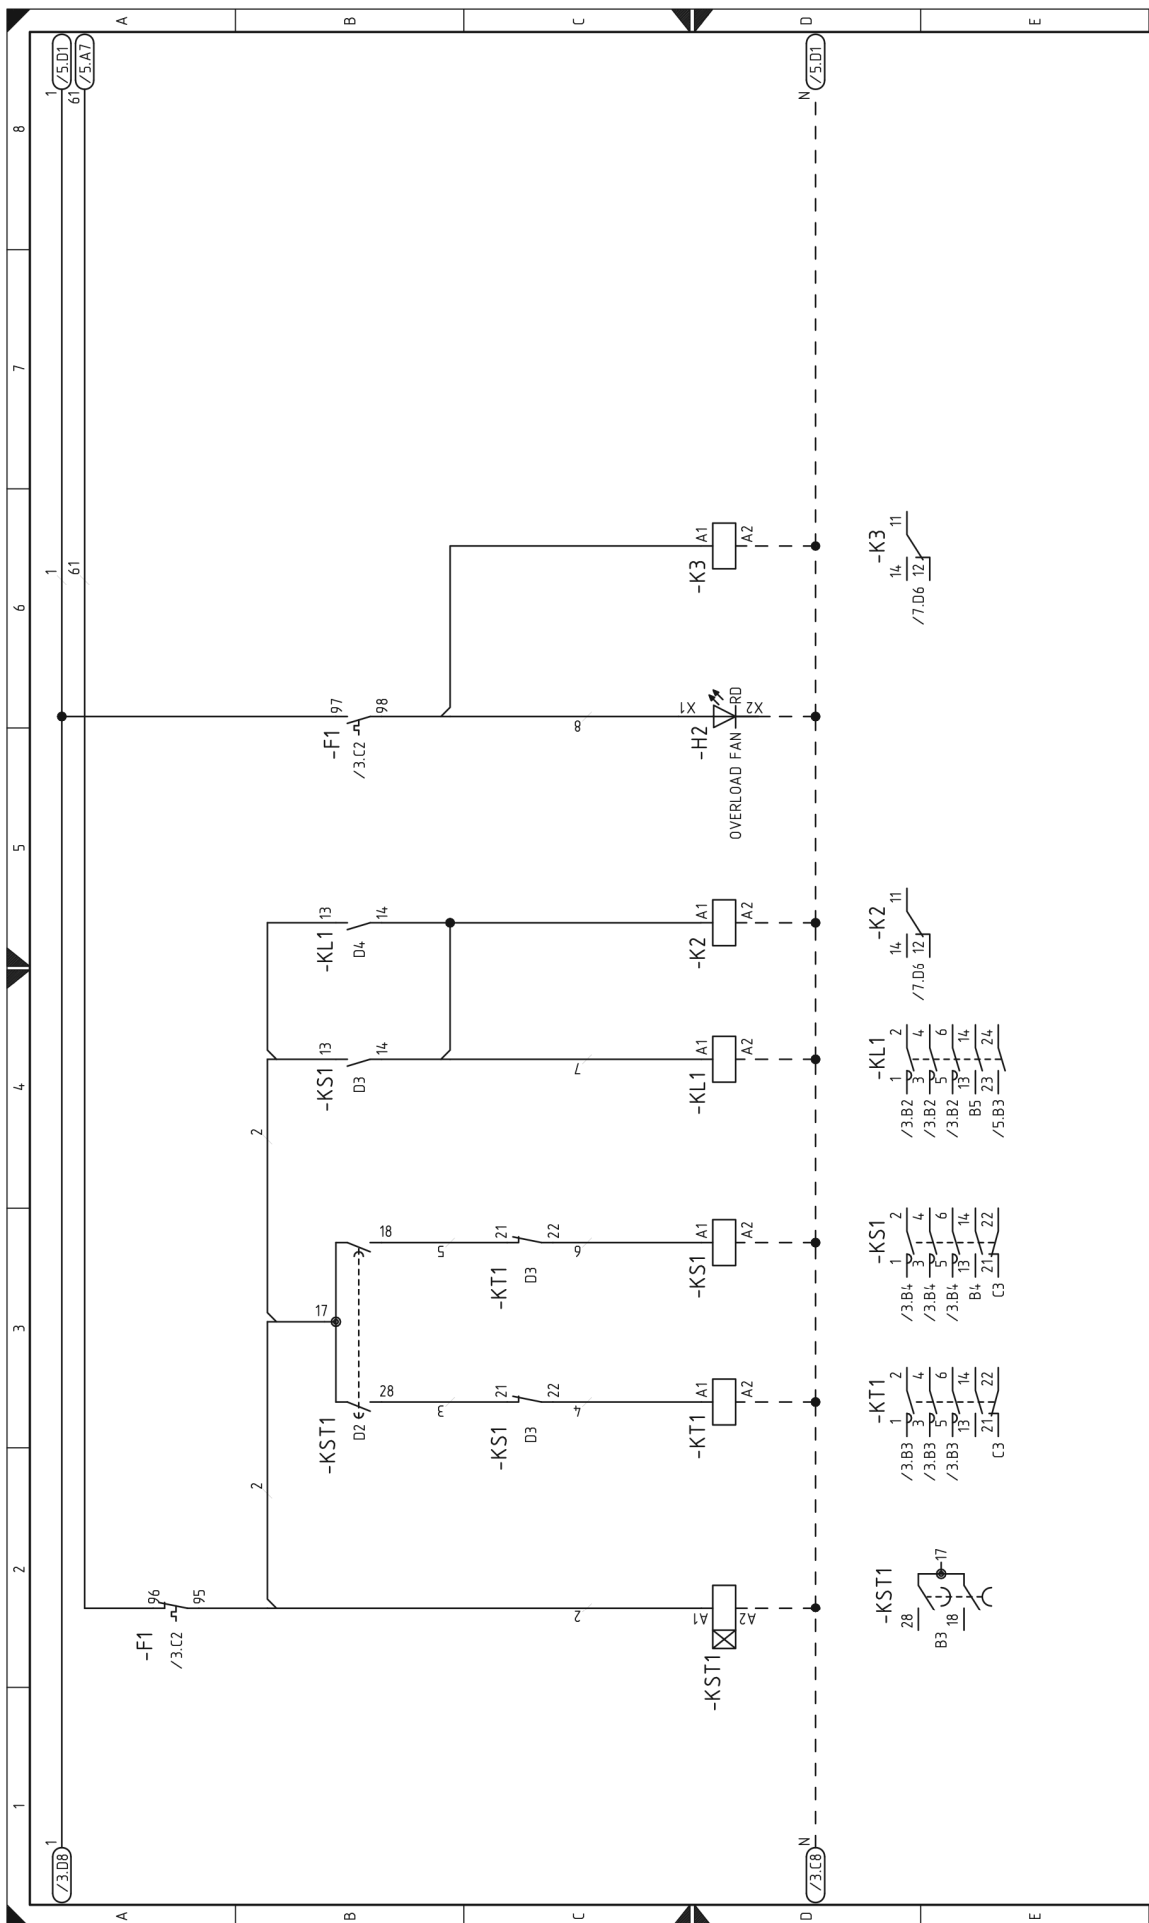 1 2 3 4 5 6 7 8
A
B
C
D
E
/3.D8 1
1
1 /5.D1
61
61 /5.A7
-F1
/3.C2
96
95
2
2
2
-KST1
A1
A2
17
-KST1
D2
28
18
3
5
-KS1
D3
21
22
4
-KT1
D3
21
22
6
-KT1
A1
A2
-KS1
A1
A2
-KS1
D3
13
14
7
-KL1
A1
A2
-KL1
D4
13
14
-K2
A1
A2
-F1
/3.C2
97
98
8
-H2
X1
X2
RD
OVERLOAD FAN
-K3
A1
A2
/3.C8 N
N /5.D1
-KST1
28
18
17
B3
-KT1
/3.B3 1 2
/3.B3 3 4
/3.B3 5 6
13 14
C3 21 22
-KS1
/3.B4 1 2
/3.B4 3 4
/3.B4 5 6
B4 13 14
C3 21 22
-KL1
/3.B2 1 2
/3.B2 3 4
/3.B2 5 6
B5 13 14
/5.B3 23 24
-K2
14
12
11
/7.D6
-K3
14
12
11
/7.D6
A
B
C
D
E